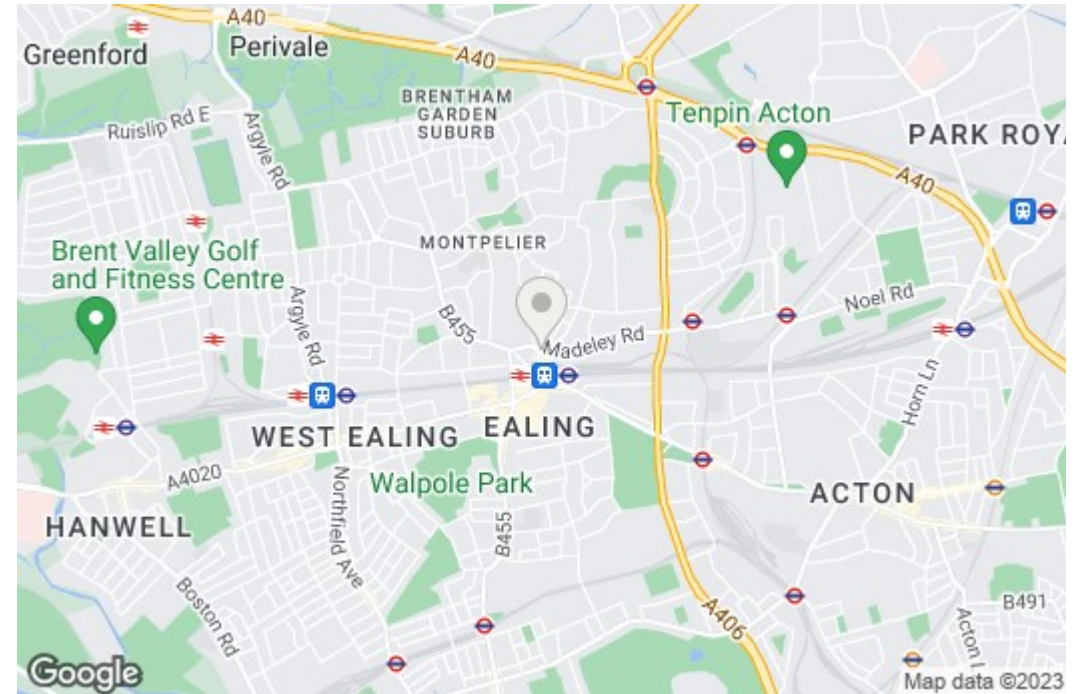 A40
Greenford
Perivale
A40
BRENTHAM
GARDEN
SUBURB
Tenpin Acton
Ruislip Rd E
Argyle Rd
PARK ROYA
A40
MONTPELIER
Brent Valley Golf
and Fitness Centre
Argyle Rd
B455
Noel Rd
Madeley Rd
Horn Ln
WEST EALING
EALING
A4020
Walpole Park
ACTON
Northfield Ave
B455
HANWELL
Boston Rd
A406
B491
Acton L
Google
Map data ©2023